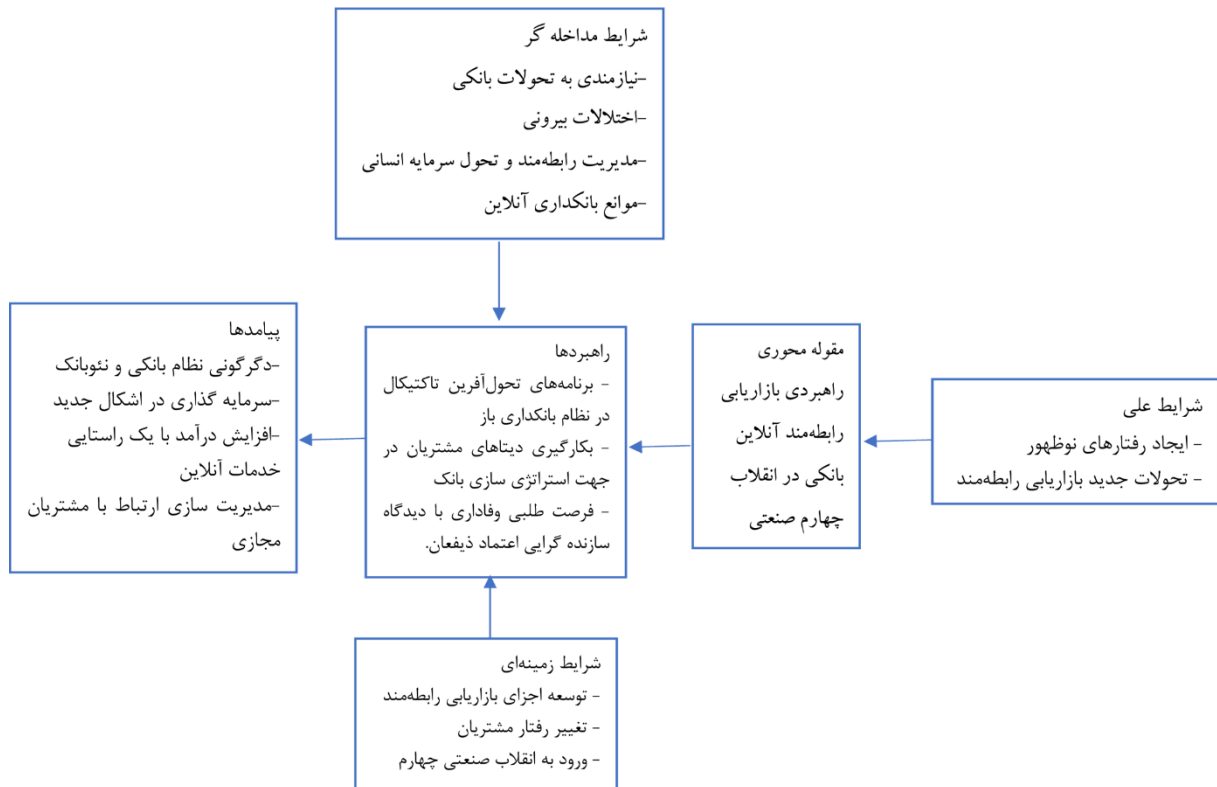 شرایط مداخله گر
-نیازمندی به تحولات بانکی
-اختلالات بیرونی
-مدیریت رابطه‌مند و تحول سرمایه انسانی
-موانع بانکداری آنلاین
شرایط علی
- ایجاد رفتارهای نوظهور
- تحولات جدید بازاریابی رابطه‌مند
مقوله محوری
راهبردی بازاریابی
رابطه‌مند آنلاین
بانکی در انقلاب
چهارم صنعتی
راهبردها
- برنامه‌های تحول‌آفرین تاکتیکال
در نظام بانکداری باز
- بکارگیری دیتاهای مشتریان در
جهت استراتژی سازی بانک
- فرصت طلبی وفاداری با دیدگاه
سازنده گرایی اعتماد ذیفعان.
پیامدها
-دگرگونی نظام بانکی و نئوبانک
-سرمایه گذاری در اشکال جدید
-افزایش درآمد با یک راستایی
خدمات آنلاین
-مدیریت سازی ارتباط با مشتریان
مجازی
شرایط زمینه‌ای
- توسعه اجزای بازاریابی رابطه‌مند
- تغییر رفتار مشتریان
- ورود به انقلاب صنعتی چهارم